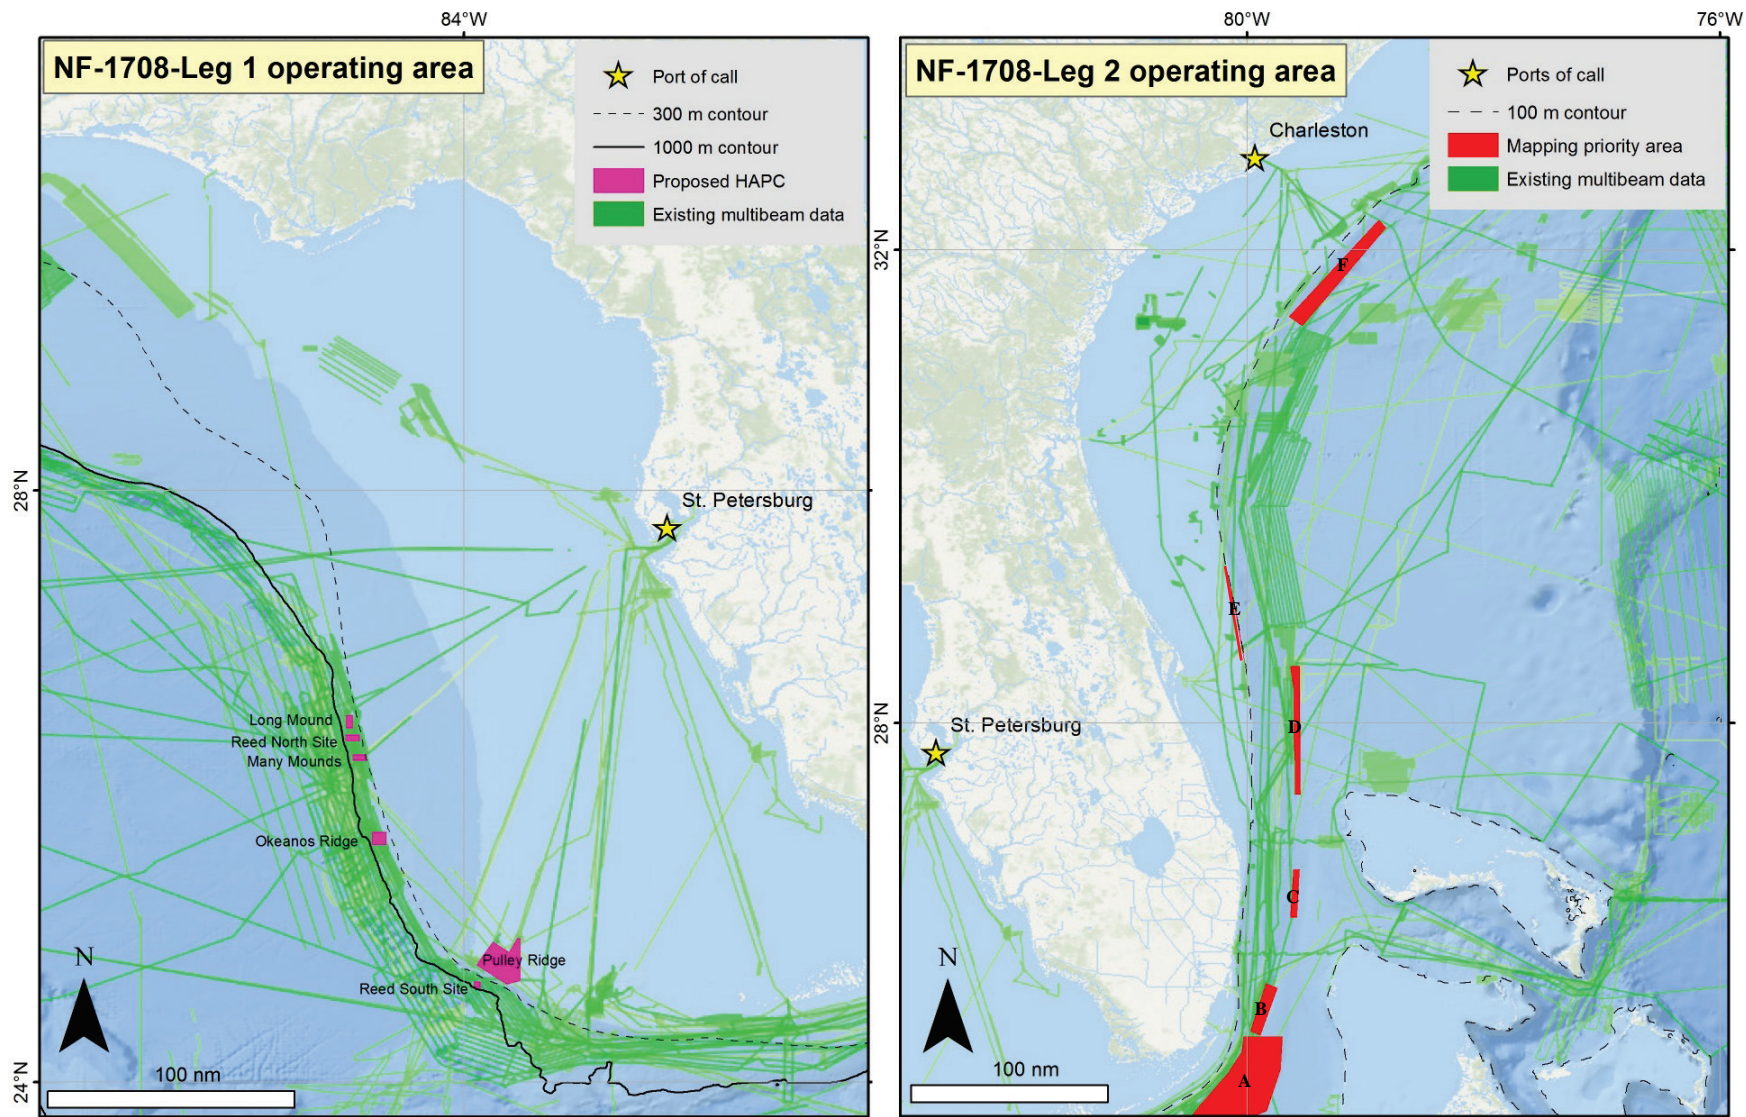 84°W
80°W
76°W
NF-1708-Leg 1 operating area
Port of call
300 m contour
1000 m contour
Proposed HAPC
Existing multibeam data
28°N
24°N
St. Petersburg
Long Mound
Reed North Site
Many Mounds
Okeanos Ridge
Pulley Ridge
Reed South Site
N
100 nm
NF-1708-Leg 2 operating area
Ports of call
100 m contour
Mapping priority area
Existing multibeam data
Charleston
32°N
F
E
28°N
St. Petersburg
D
C
B
A
N
100 nm